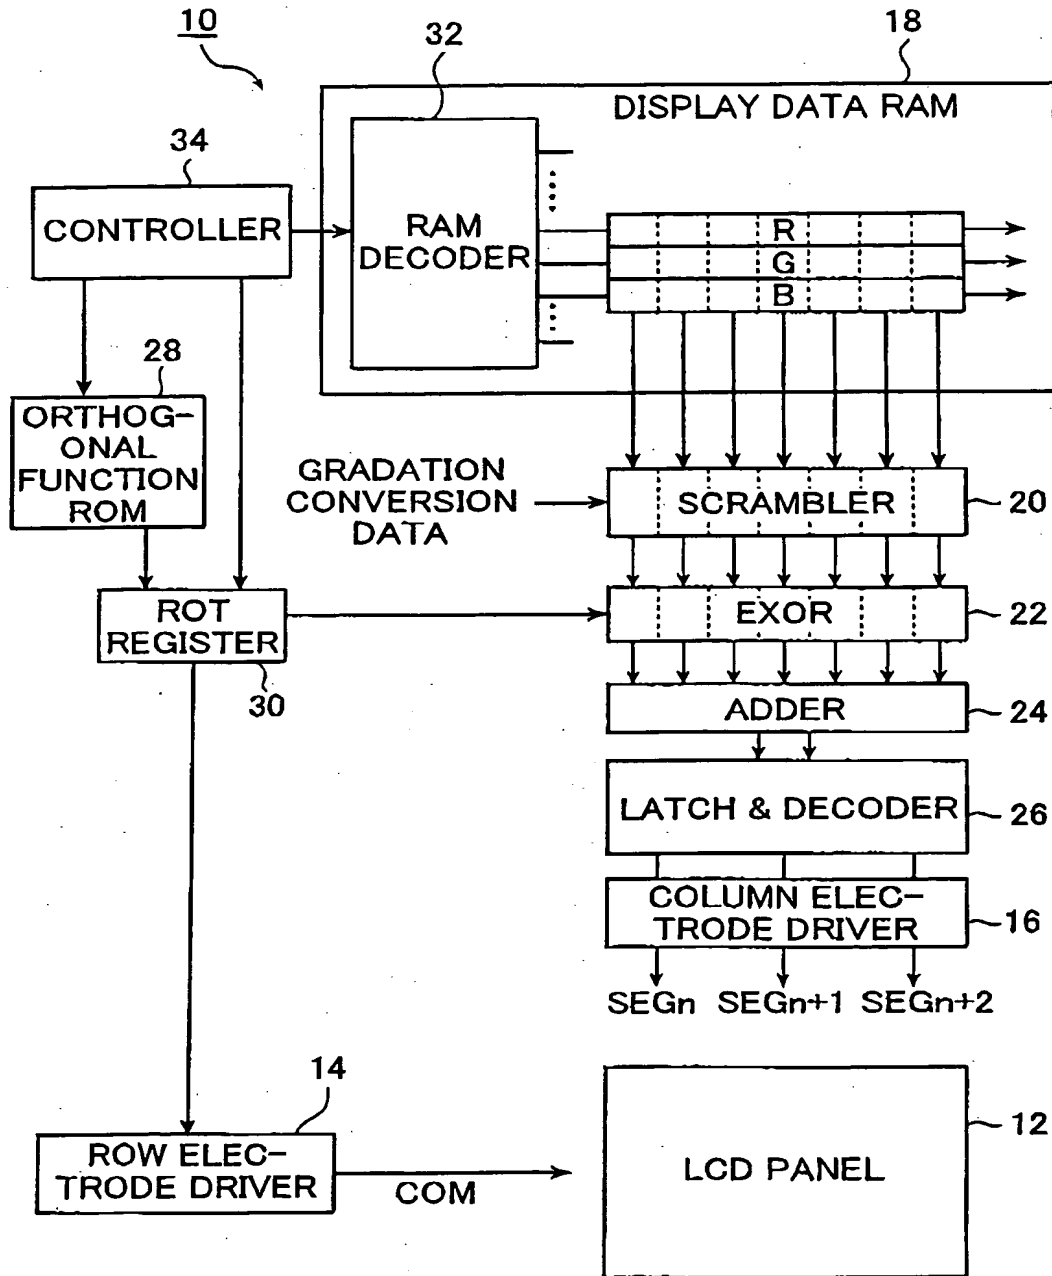 10
32
18
DISPLAY DATA RAM
34
CONTROLLER
RAM
DECODER
R
G
B
28
ORTHOG-
ONAL
FUNCTION
ROM
GRADATION
CONVERSION
DATA
SCRAMBLER
20
ROT
REGISTER
30
EXOR
22
ADDER
24
LATCH & DECODER
26
COLUMN ELEC-
TRODE DRIVER
16
SEGn SEGn+1 SEGn+2
14
ROW ELEC-
TRODE DRIVER
COM
LCD PANEL
12